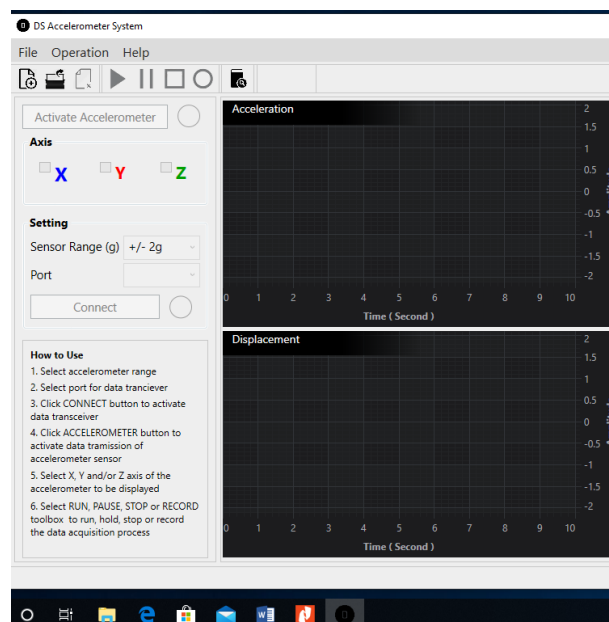 DS Accelerometer System
File Operation Help
Activate Accelerometer
Axis
X Y Z
Setting
Sensor Range (g) +/- 2g
Port
Connect
How to Use
1. Select accelerometer range
2. Select port for data tranciever
3. Click CONNECT button to activate
data transceiver
4. Click ACCELEROMETER button to
activate data tramission of
accelerometer sensor
5. Select X, Y and/or Z axis of the
accelerometer to be displayed
6. Select RUN, PAUSE, STOP or RECORD
toolbox to run, hold, stop or record
the data acquisition process
Acceleration
2
1.5
1
0.5
0
-0.5
-1
-1.5
-2
0 1 2 3 4 5 6 7 8 9 10
Time ( Second )
Displacement
2
1.5
1
0.5
0
-0.5
-1
-1.5
-2
0 1 2 3 4 5 6 7 8 9 10
Time ( Second )